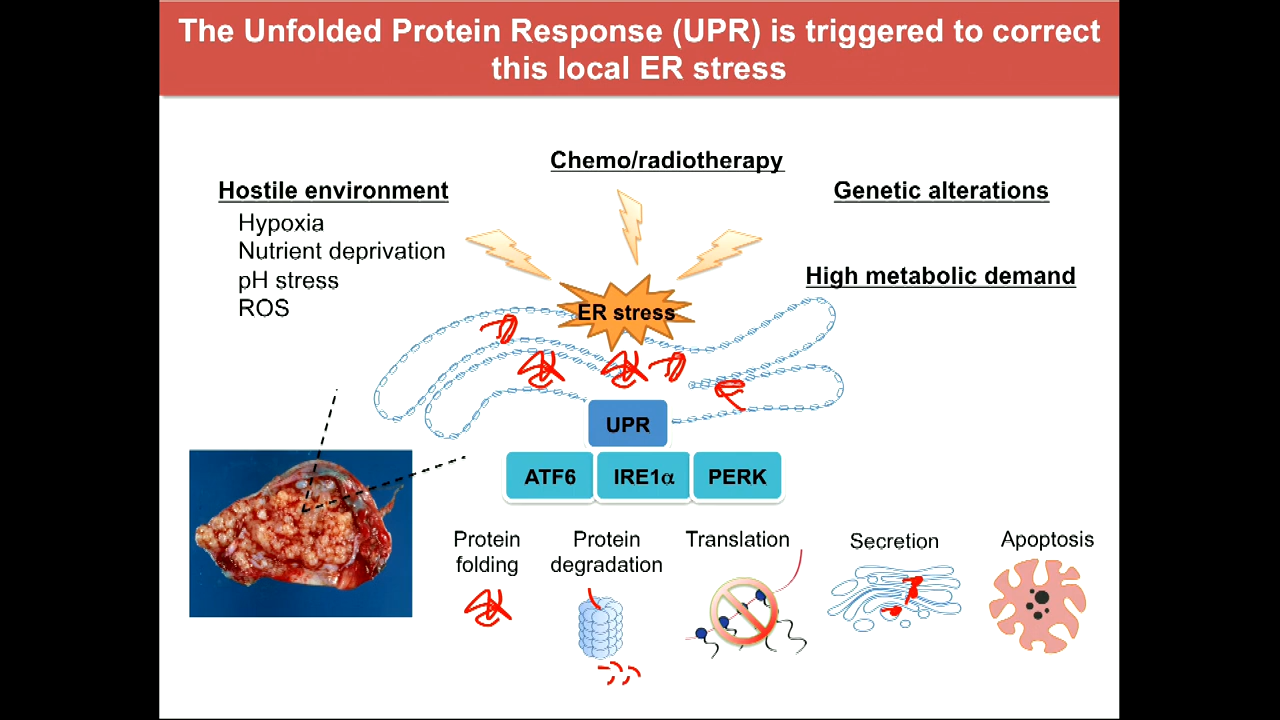 The Unfolded Protein Response (UPR) is triggered to correct
this local ER stress
Chemo/radiotherapy
Hostile environment
Hypoxia
Nutrient deprivation
pH stress
ROS
Genetic alterations
High metabolic demand
ER stress
UPR
ATF6
IRE1α
PERK
Protein
folding
Protein
degradation
Translation
Secretion
Apoptosis